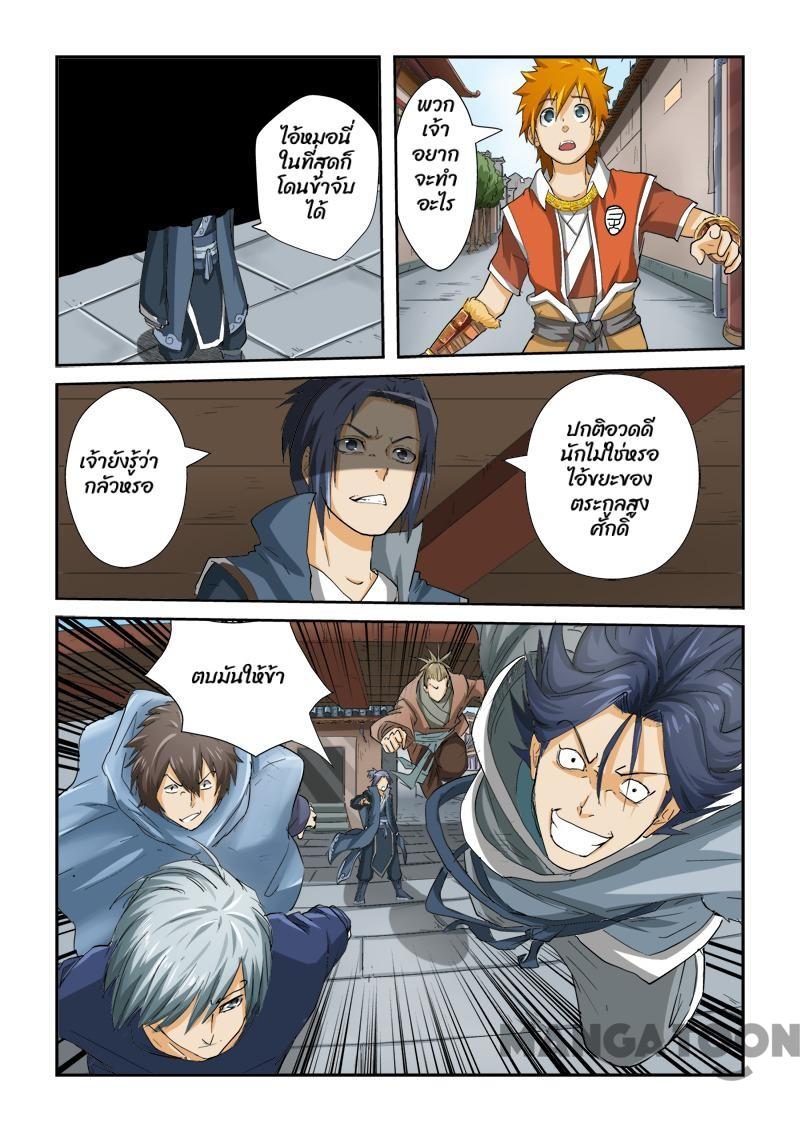 ไอ้หมอนี่
ในที่สุดก็
โดนข้าจับ
ได้
พวก
เจ้า
อยาก
จะทำ
อะไร
เจ้ายังรู้ว่า
กลัวหรอ
ปกติอวดดี
นักไม่ใช่หรอ
ไอ้ขยะของ
ตระกูลสูง
ศักดิ์
ตบมันให้ข้า
MANGATOON